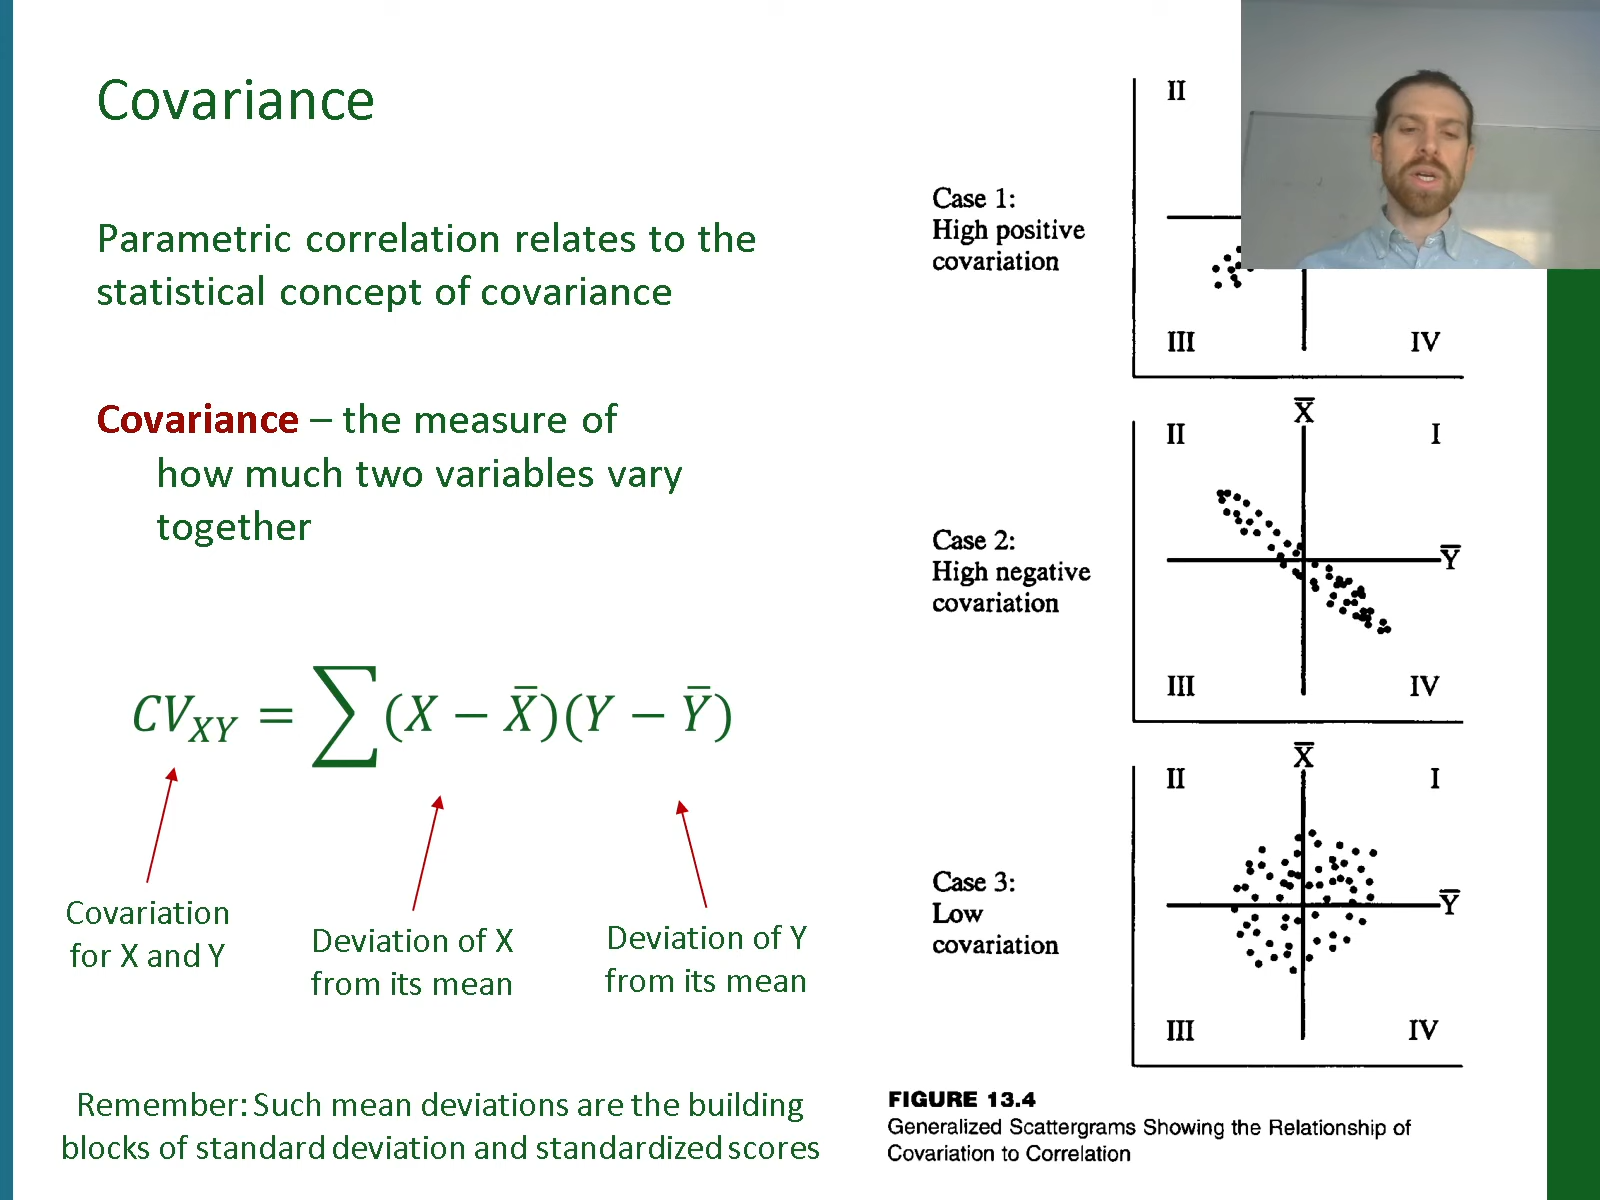 Covariance
Parametric correlation relates to the
statistical concept of covariance
Covariance – the measure of
how much two variables vary
together
CV_{XY} = ∑(X − X̅)(Y − Y̅)
Covariation
for X and Y
Deviation of X
from its mean
Deviation of Y
from its mean
Remember: Such mean deviations are the building
blocks of standard deviation and standardized scores
II
Case 1:
High positive
covariation
III
IV
X̅
II
I
Case 2:
High negative
covariation
Y̅
III
IV
X̅
II
I
Case 3:
Low
covariation
Y̅
III
IV
FIGURE 13.4
Generalized Scattergrams Showing the Relationship of
Covariation to Correlation